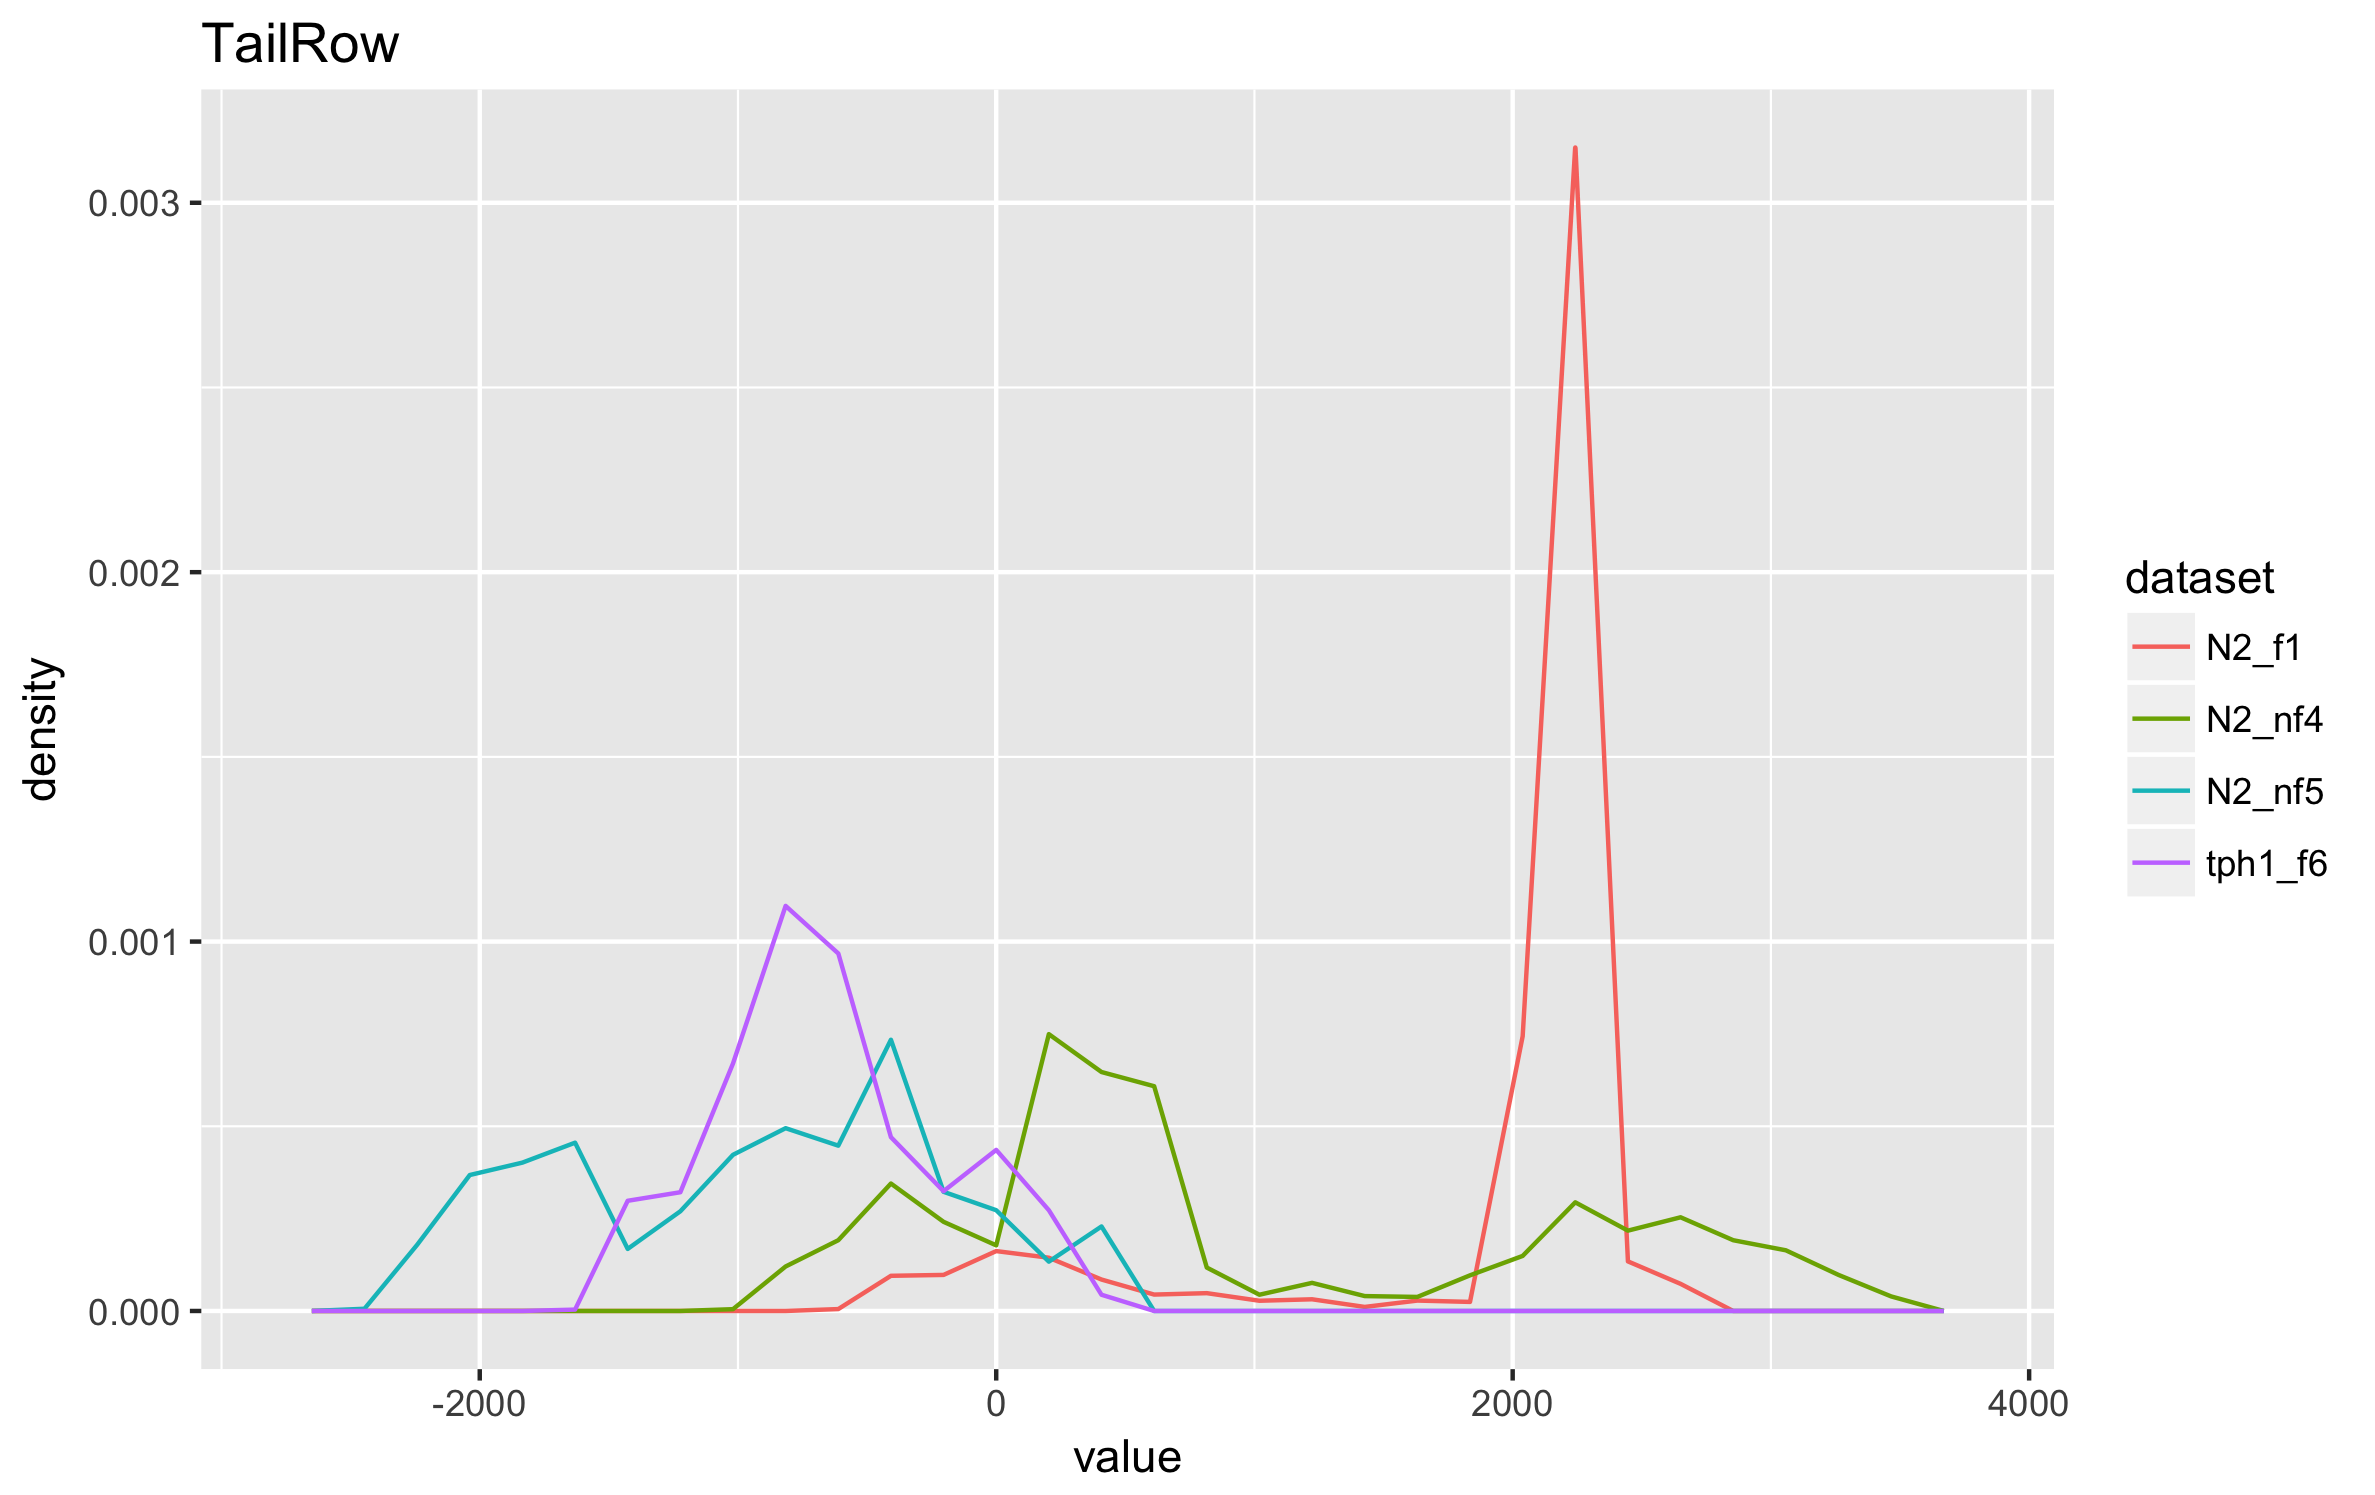 TailRow
density
0.003
0.002
0.001
0.000
-2000
0
2000
4000
value
dataset
N2_f1
N2_nf4
N2_nf5
tph1_f6